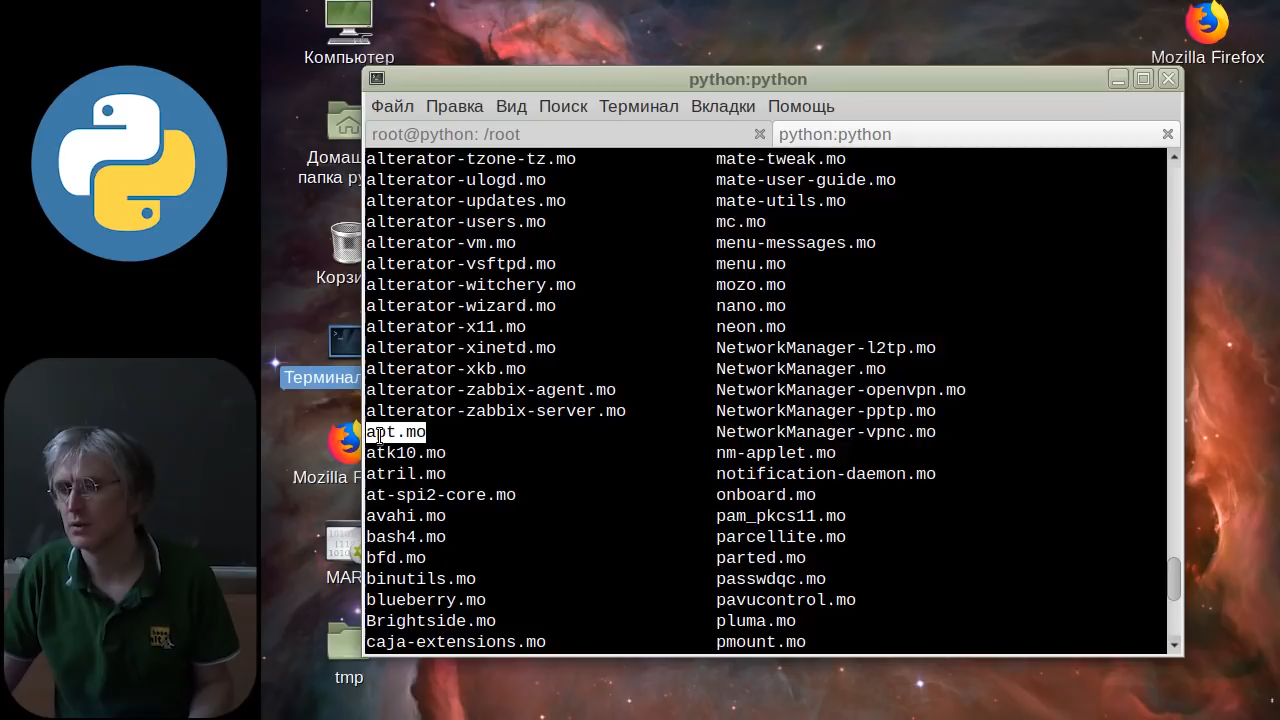 Компьютер
Mozilla Firefox
python:python
Файл Правка Вид Поиск Терминал Вкладки Помощь
root@python: /root
python:python
Домаш
папка ру
Корзи
Терминал
Mozilla F
MAR
tmp
alterator-tzone-tz.mo
alterator-ulogd.mo
alterator-updates.mo
alterator-users.mo
alterator-vm.mo
alterator-vsftpd.mo
alterator-witchery.mo
alterator-wizard.mo
alterator-x11.mo
alterator-xinetd.mo
alterator-xkb.mo
alterator-zabbix-agent.mo
alterator-zabbix-server.mo
apt.mo
atk10.mo
atril.mo
at-spi2-core.mo
avahi.mo
bash4.mo
bfd.mo
binutils.mo
blueberry.mo
Brightside.mo
caja-extensions.mo
mate-tweak.mo
mate-user-guide.mo
mate-utils.mo
mc.mo
menu-messages.mo
menu.mo
mozo.mo
nano.mo
neon.mo
NetworkManager-l2tp.mo
NetworkManager.mo
NetworkManager-openvpn.mo
NetworkManager-pptp.mo
NetworkManager-vpnc.mo
nm-applet.mo
notification-daemon.mo
onboard.mo
pam_pkcs11.mo
parcellite.mo
parted.mo
passwdqc.mo
pavucontrol.mo
pluma.mo
pmount.mo